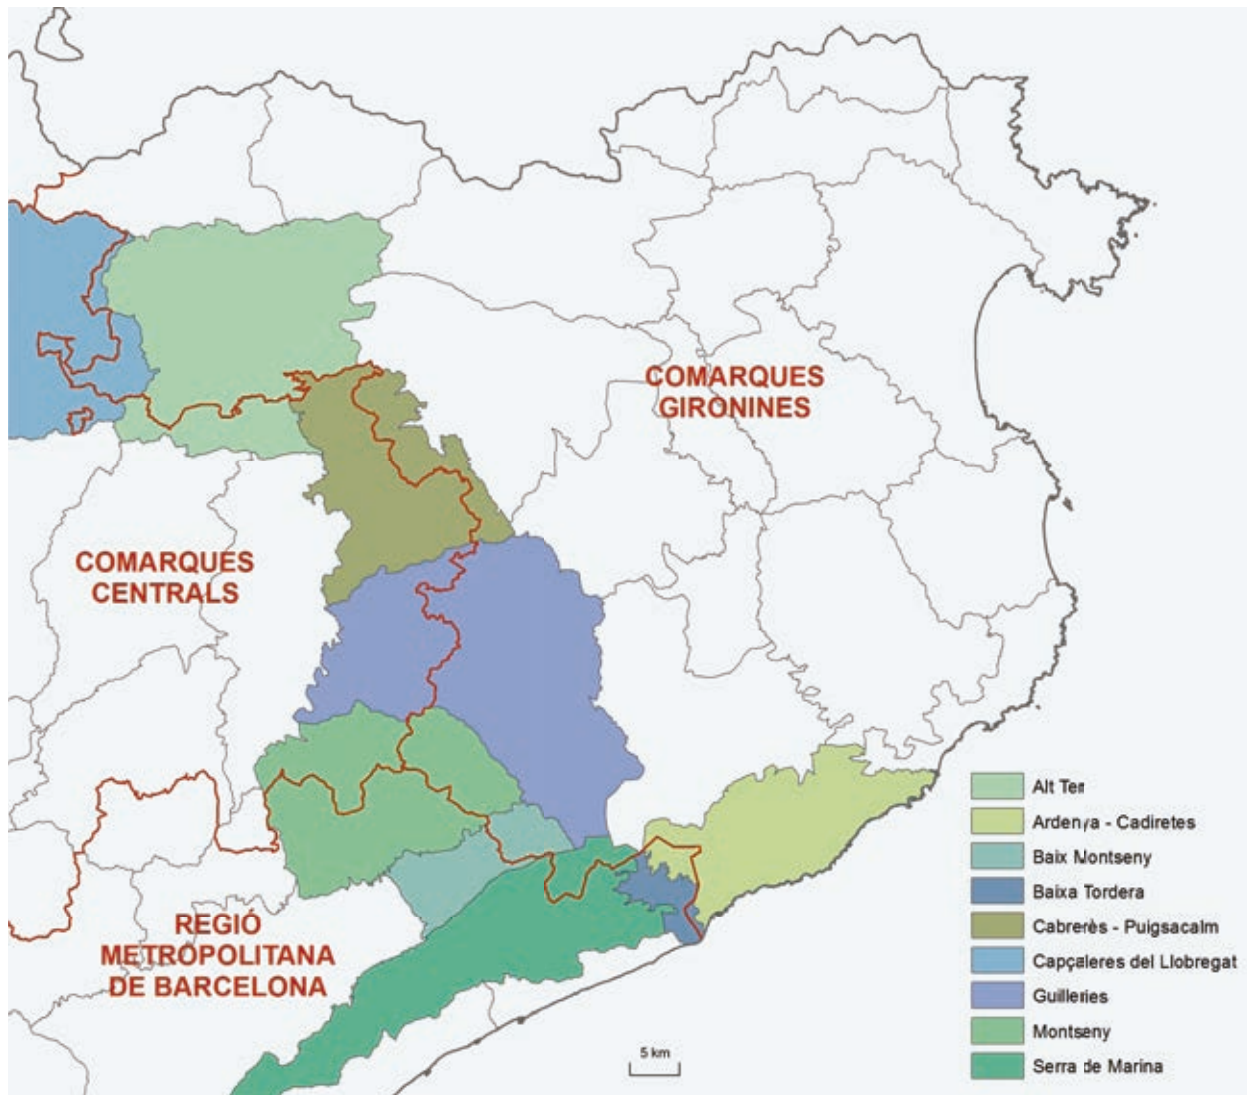 COMARQUES
GIRONINES
COMARQUES
CENTRALS
REGIÓ
METROPOLITANA
DE BARCELONA
Alt Ter
Ardenya - Cadiretes
Baix Montseny
Baixa Tordera
Cabrerès - Puigsacalm
Capçaleres del Llobregat
Guilleries
Montseny
Serra de Marina
5 km